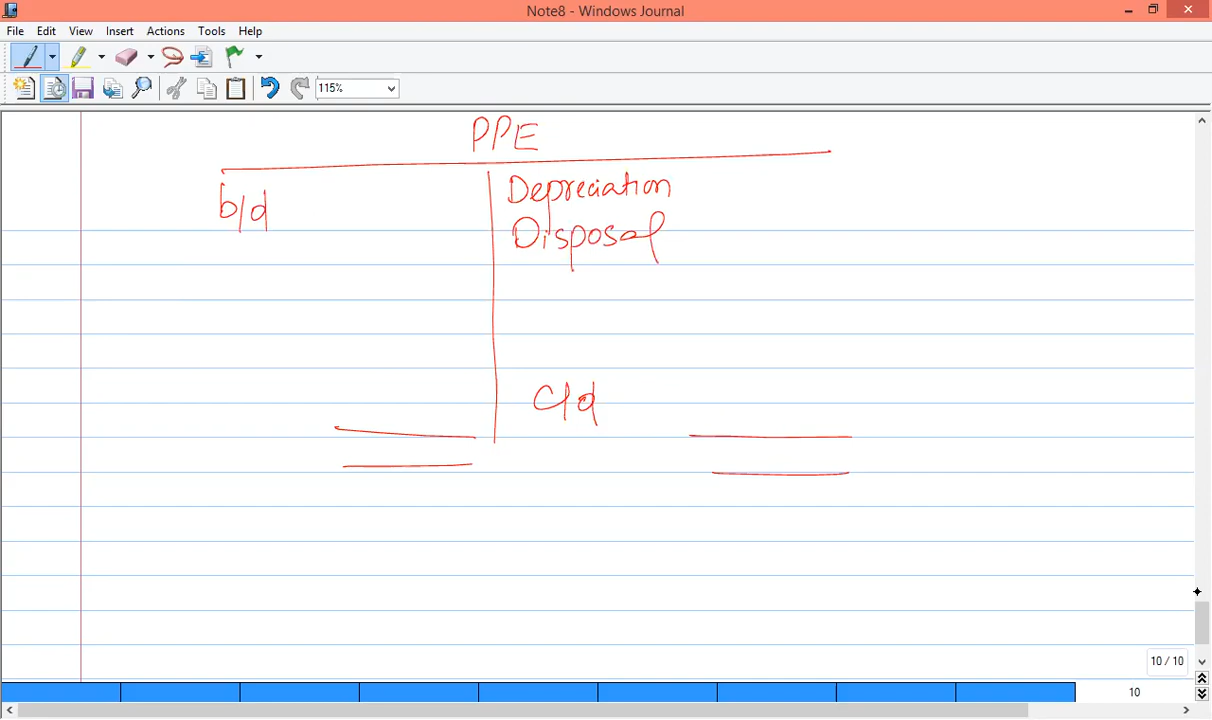 Note8 - Windows Journal
File Edit View Insert Actions Tools Help
115%
PPE
b/d Depreciation
Disposal
c/d
10 / 10
10